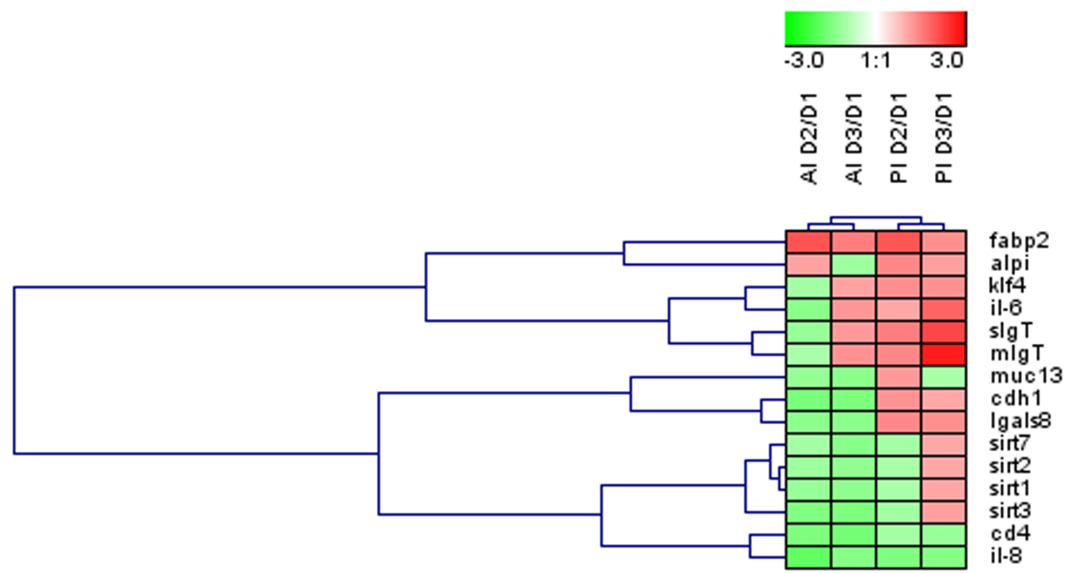 -3.0 1:1 3.0
AI D2/D1
AI D3/D1
PI D2/D1
PI D3/D1
fabp2
alpi
klf4
il-6
sIgT
mIgT
muc13
cdh1
lgals8
sirt7
sirt2
sirt1
sirt3
cd4
il-8